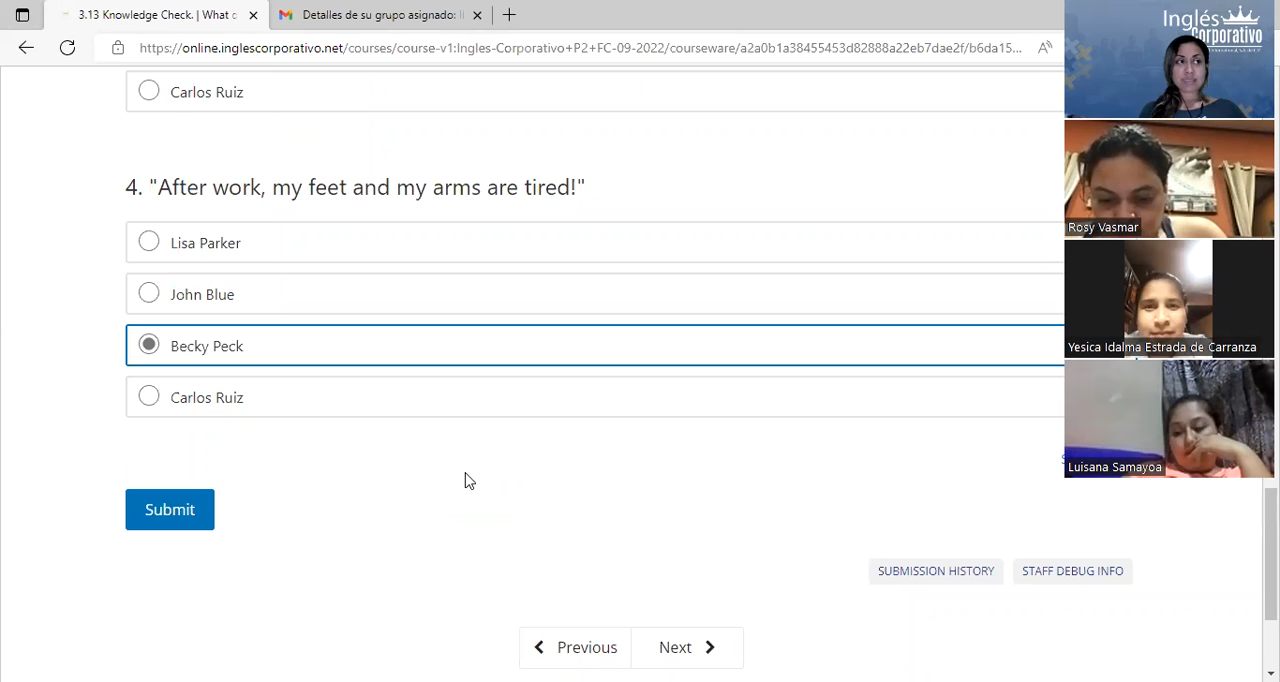 3.13 Knowledge Check. | What c
Detalles de su grupo asignado: I
https://online.inglescorporativo.net/courses/course-v1:Ingles-Corporativo+P2+FC-09-2022/courseware/a2a0b1a38455453d82888a22eb7dae2f/b6da15...
Inglés
Corporativo
Carlos Ruiz
4. "After work, my feet and my arms are tired!"
Lisa Parker
John Blue
Becky Peck
Carlos Ruiz
Submit
SUBMISSION HISTORY
STAFF DEBUG INFO
Previous
Next
Rosy Vasmar
Yesica Idalma Estrada de Carranza
Luisana Samayoa